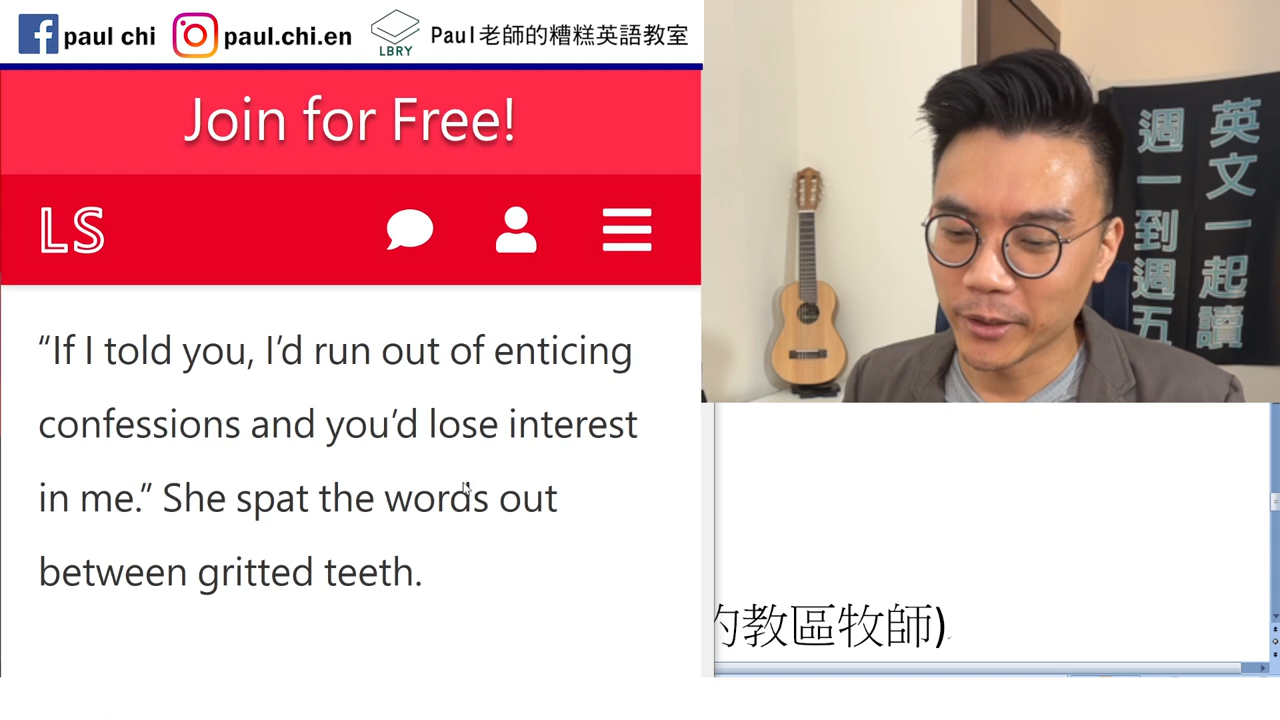 paul chi
paul.chi.en
LBRY
Paul老師的糟糕英語教室
Join for Free!
LS
“If I told you, I’d run out of enticing
confessions and you’d lose interest
in me.” She spat the words out
between gritted teeth.
英文一起讀
週一到週五
的教區牧師)